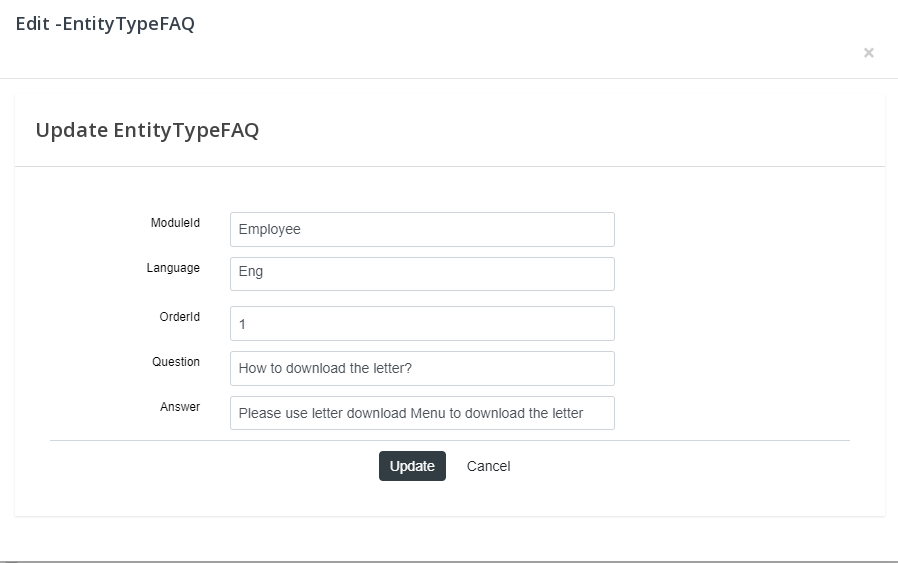 Edit -EntityTypeFAQ
×
Update EntityTypeFAQ
ModuleId Employee
Language Eng
OrderId 1
Question How to download the letter?
Answer Please use letter download Menu to download the letter
Update Cancel